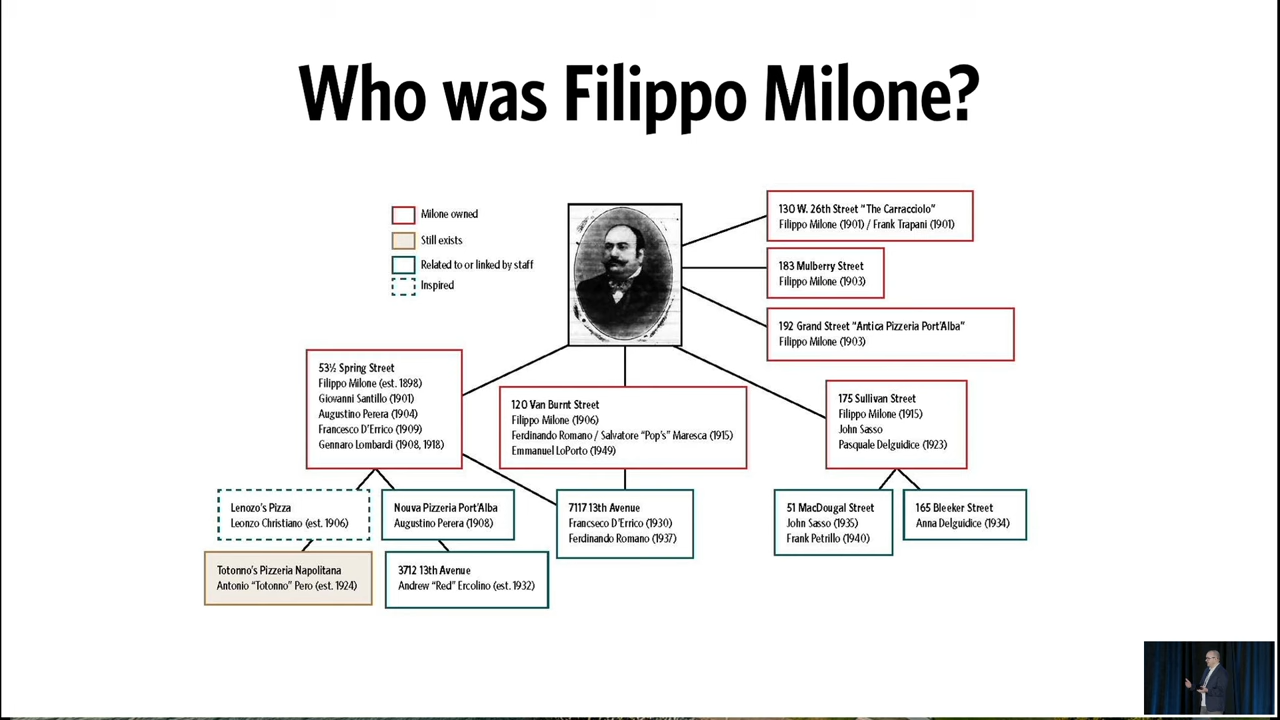 Who was Filippo Milone?
Milone owned
Still exists
Related to or linked by staff
Inspired
130 W. 26th Street “The Carracciolo”
Filippo Milone (1901) / Frank Trapani (1901)
183 Mulberry Street
Filippo Milone (1903)
192 Grand Street “Antica Pizzeria Port’Alba”
Filippo Milone (1903)
53½ Spring Street
Filippo Milone (est. 1898)
Giovanni Santillo (1901)
Augustino Perera (1904)
Francesco D’Errico (1909)
Gennaro Lombardi (1908, 1918)
120 Van Burnt Street
Filippo Milone (1906)
Ferdinando Romano / Salvatore “Pop’s” Maresca (1915)
Emmanuel LoPorto (1949)
175 Sullivan Street
Filippo Milone (1915)
John Sasso
Pasquale Delguidice (1923)
Lenozo’s Pizza
Leonzo Christiano (est. 1906)
Nouva Pizzeria Port’Alba
Augustino Perera (1908)
7117 13th Avenue
Francseco D’Errico (1930)
Ferdinando Romano (1937)
51 MacDougal Street
John Sasso (1935)
Frank Petrillo (1940)
165 Bleeker Street
Anna Delguidice (1934)
Totonno’s Pizzeria Napolitana
Antonio “Totonno” Pero (est. 1924)
3712 13th Avenue
Andrew “Red” Ercolino (est. 1932)